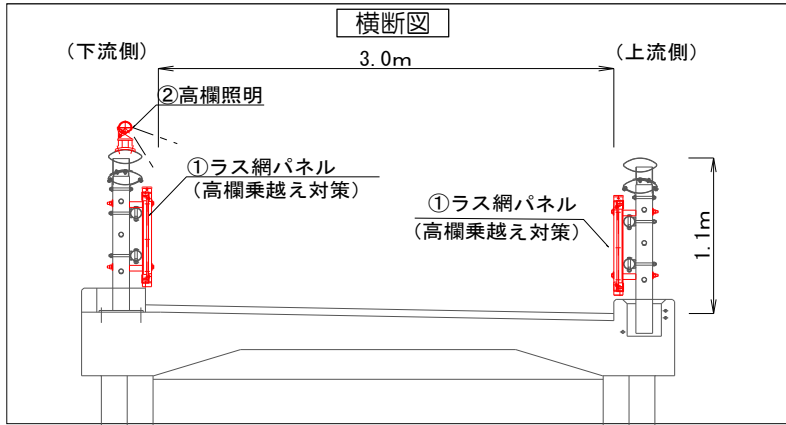 横断図
(下流側)
3.0m
(上流側)
②高欄照明
①ラス網パネル
(高欄乗越え対策)
①ラス網パネル
(高欄乗越え対策)
1.1m